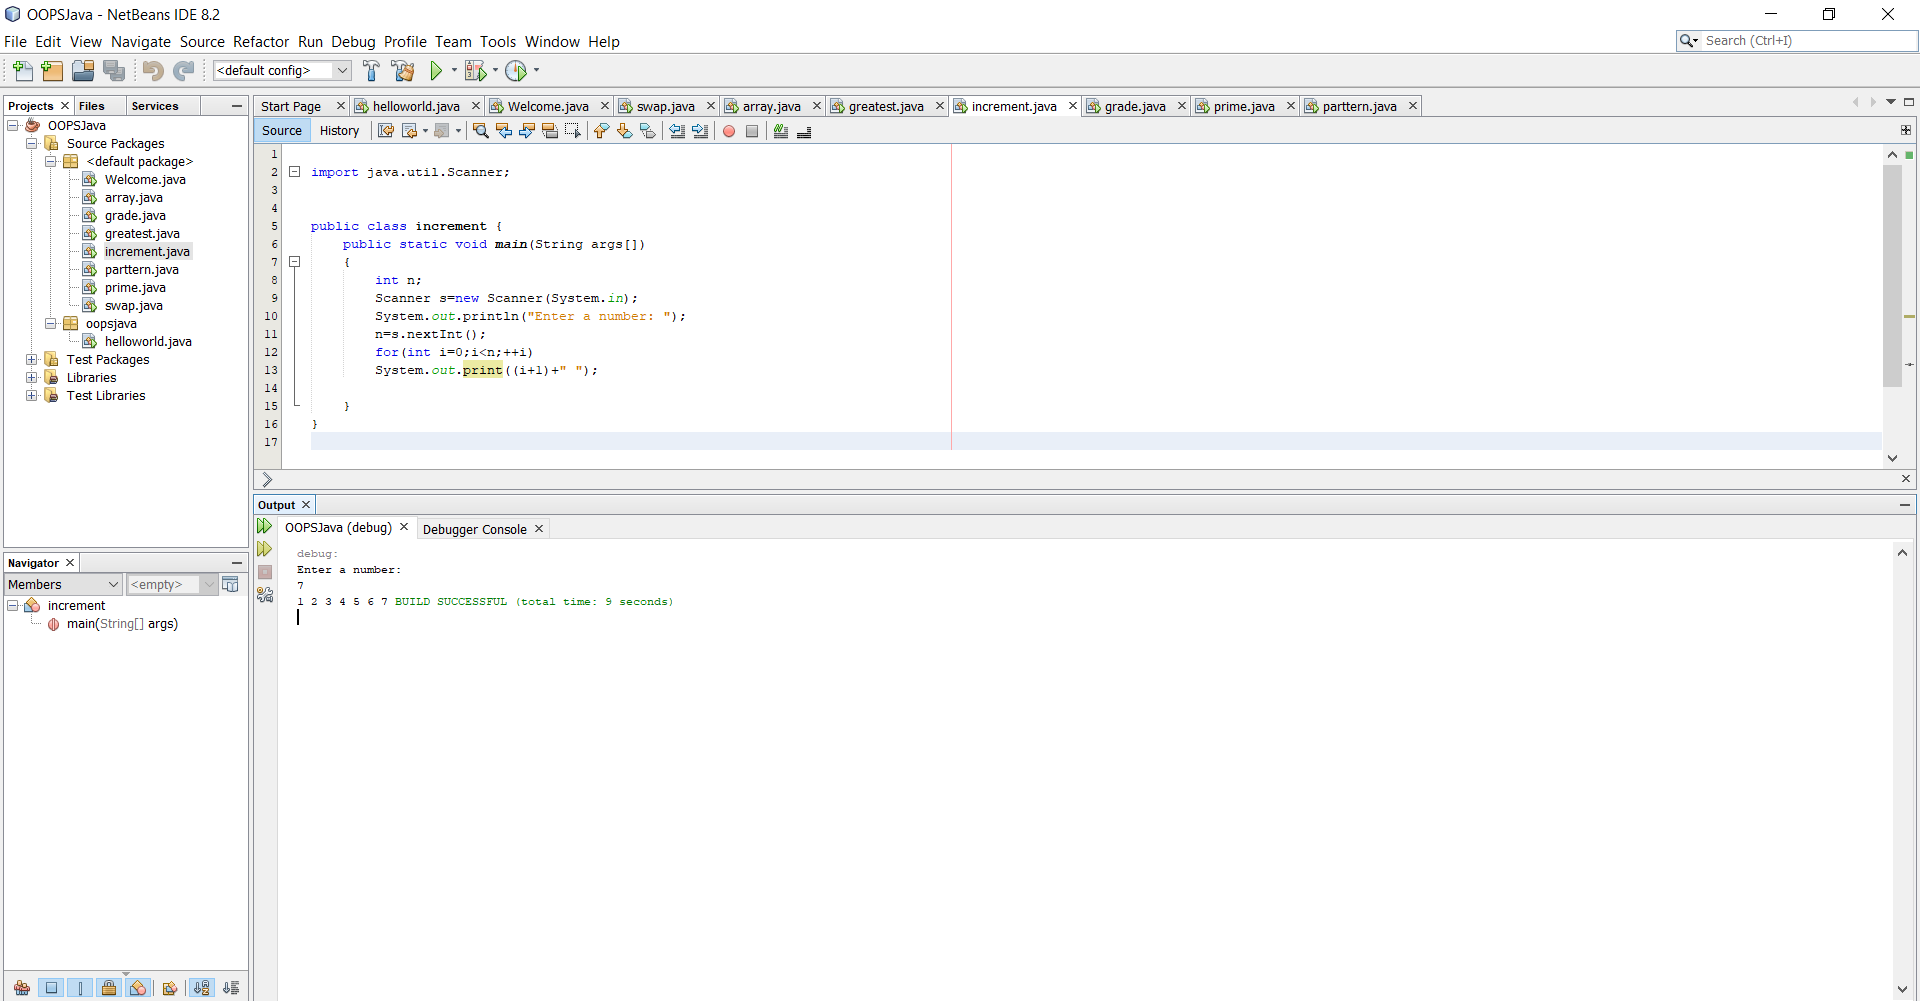 OOPSJava - NetBeans IDE 8.2
File Edit View Navigate Source Refactor Run Debug Profile Team Tools Window Help
Search (Ctrl+I)
<default config>
Projects Files Services
OOPSJava
Source Packages
<default package>
Welcome.java
array.java
grade.java
greatest.java
increment.java
parttern.java
prime.java
swap.java
oopsjava
helloworld.java
Test Packages
Libraries
Test Libraries
Navigator
Members <empty>
increment
main(String[] args)
Start Page helloworld.java Welcome.java swap.java array.java greatest.java increment.java grade.java prime.java parttern.java
Source History
1
2 import java.util.Scanner;
3
4
5 public class increment {
6 public static void main(String args[])
7 {
8 int n;
9 Scanner s=new Scanner(System.in);
10 System.out.println("Enter a number: ");
11 n=s.nextInt();
12 for(int i=0;i<n;++i)
13 System.out.print((i+1)+" ");
14
15 }
16 }
17
Output
OOPSJava (debug) Debugger Console
debug:
Enter a number:
7
1 2 3 4 5 6 7 BUILD SUCCESSFUL (total time: 9 seconds)